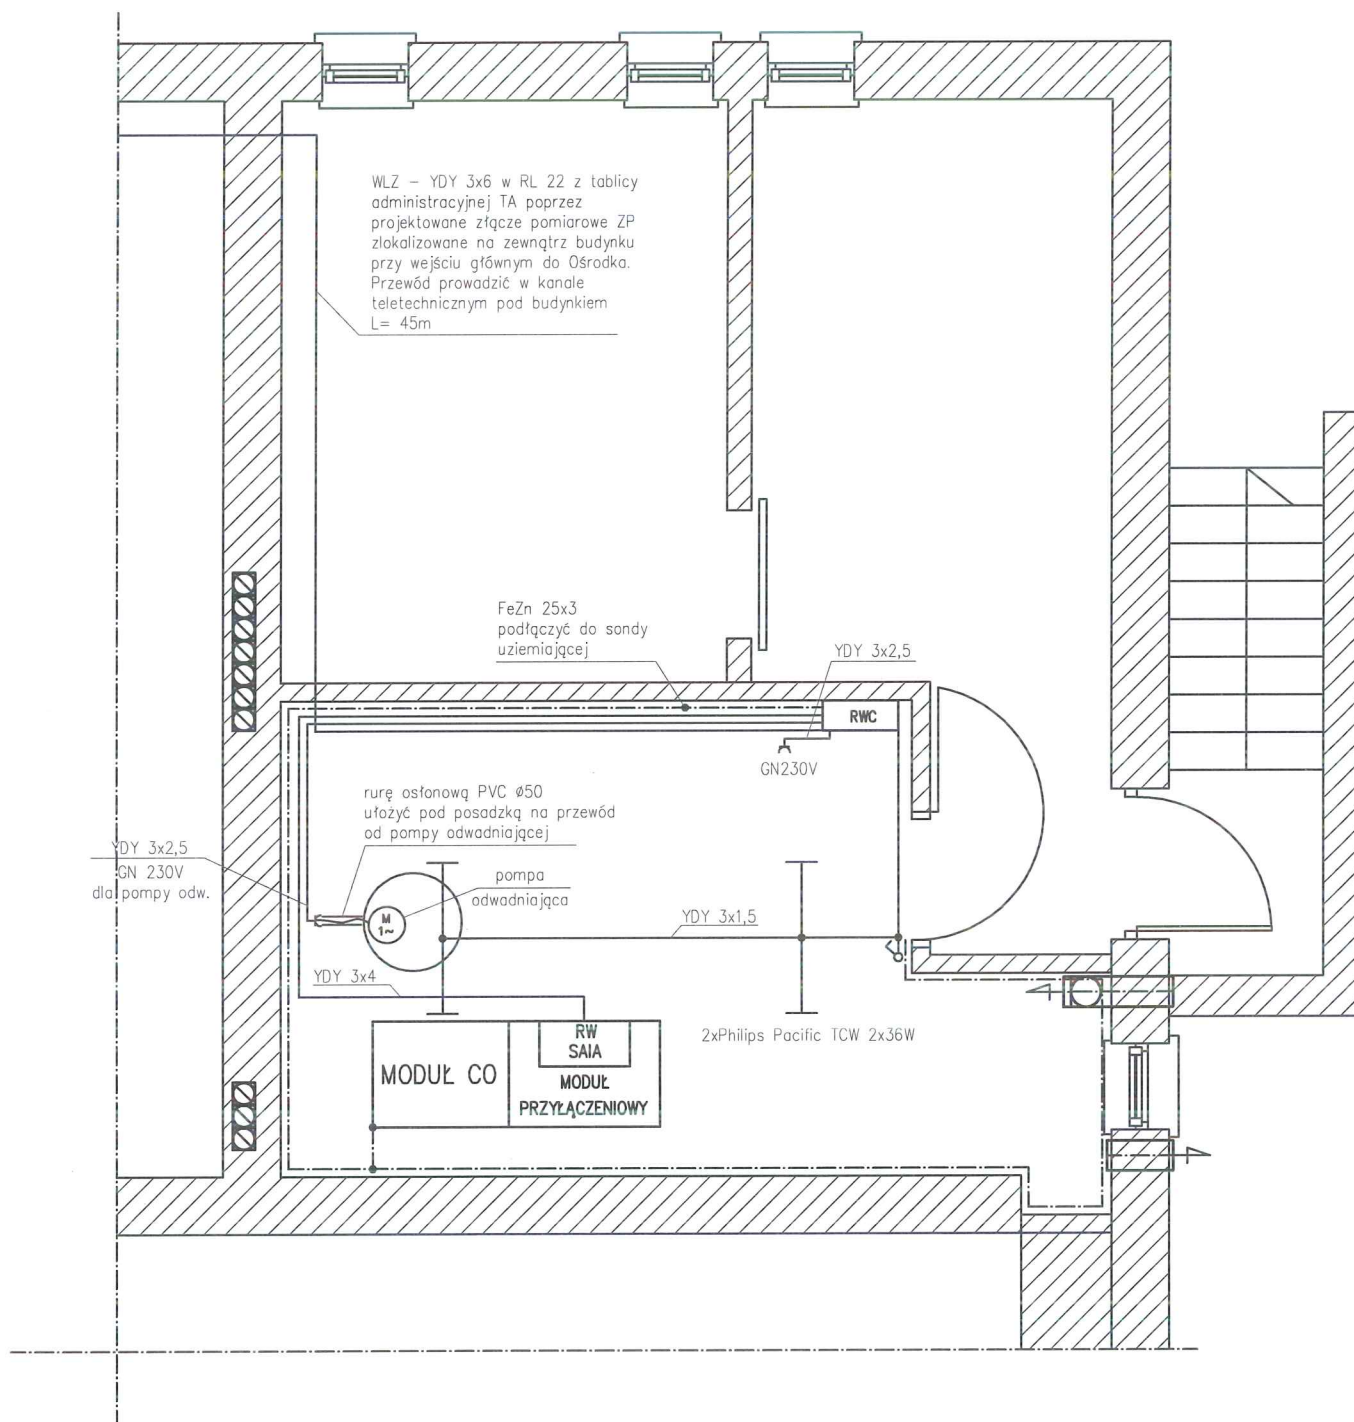 WLZ – YDY 3x6 w RL 22 z tablicy
administracyjnej TA poprzez
projektowane złącze pomiarowe ZP
zlokalizowane na zewnątrz budynku
przy wejściu głównym do Ośrodka.
Przewód prowadzić w kanale
teletechnicznym pod budynkiem
L= 45m
FeZn 25x3
podłączyć do sondy
uziemiającej
YDY 3x2,5
RWC
GN230V
rurę osłonową PVC ø50
ułożyć pod posadzką na przewód
od pompy odwadniającej
YDY 3x2,5
GN 230V
dla pompy odw.
pompa
odwadniająca
M
1~
YDY 3x1,5
YDY 3x4
2xPhilips Pacific TCW 2x36W
RW
SAIA
MODUŁ CO
MODUŁ
PRZYŁĄCZENIOWY